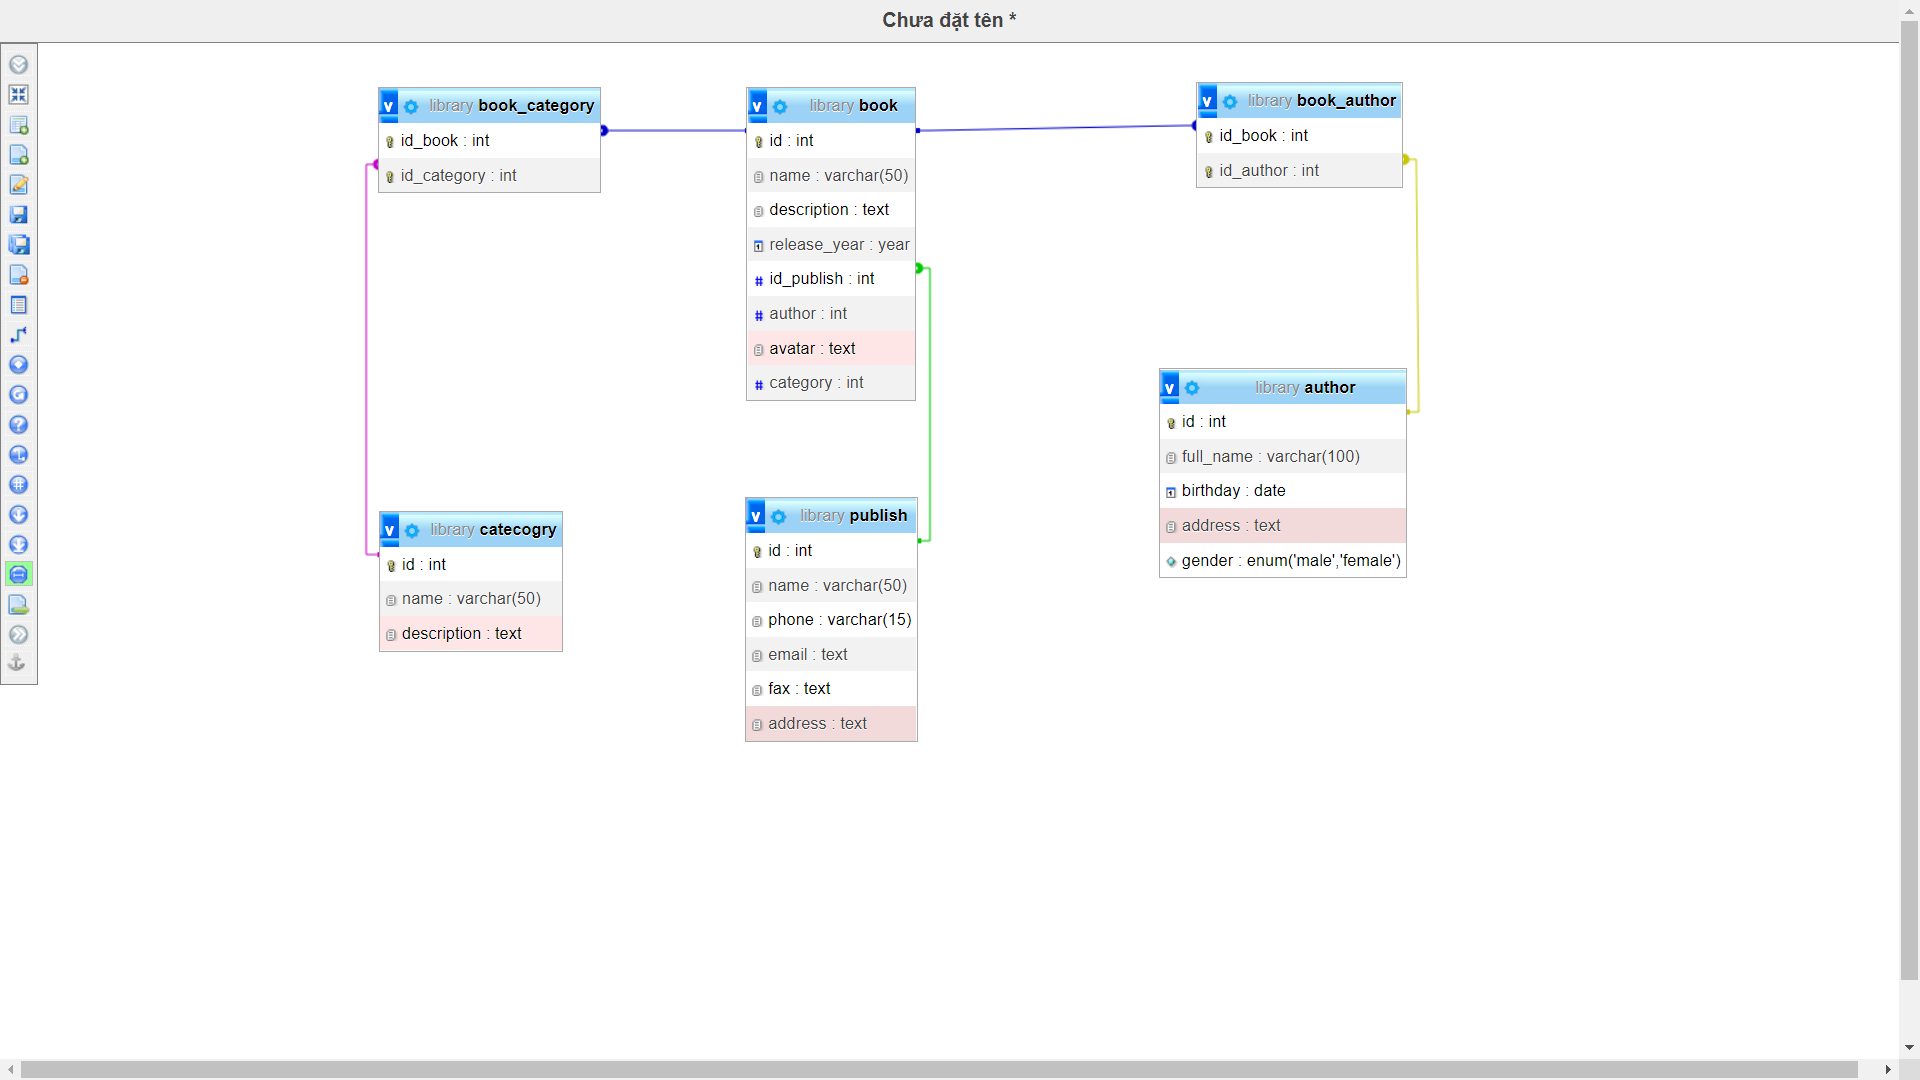 Chưa đặt tên *
v library book_category
id_book : int
id_category : int
v library book
id : int
name : varchar(50)
description : text
release_year : year
# id_publish : int
# author : int
avatar : text
# category : int
v library book_author
id_book : int
id_author : int
v library author
id : int
full_name : varchar(100)
birthday : date
address : text
gender : enum('male','female')
v library catecogry
id : int
name : varchar(50)
description : text
v library publish
id : int
name : varchar(50)
phone : varchar(15)
email : text
fax : text
address : text